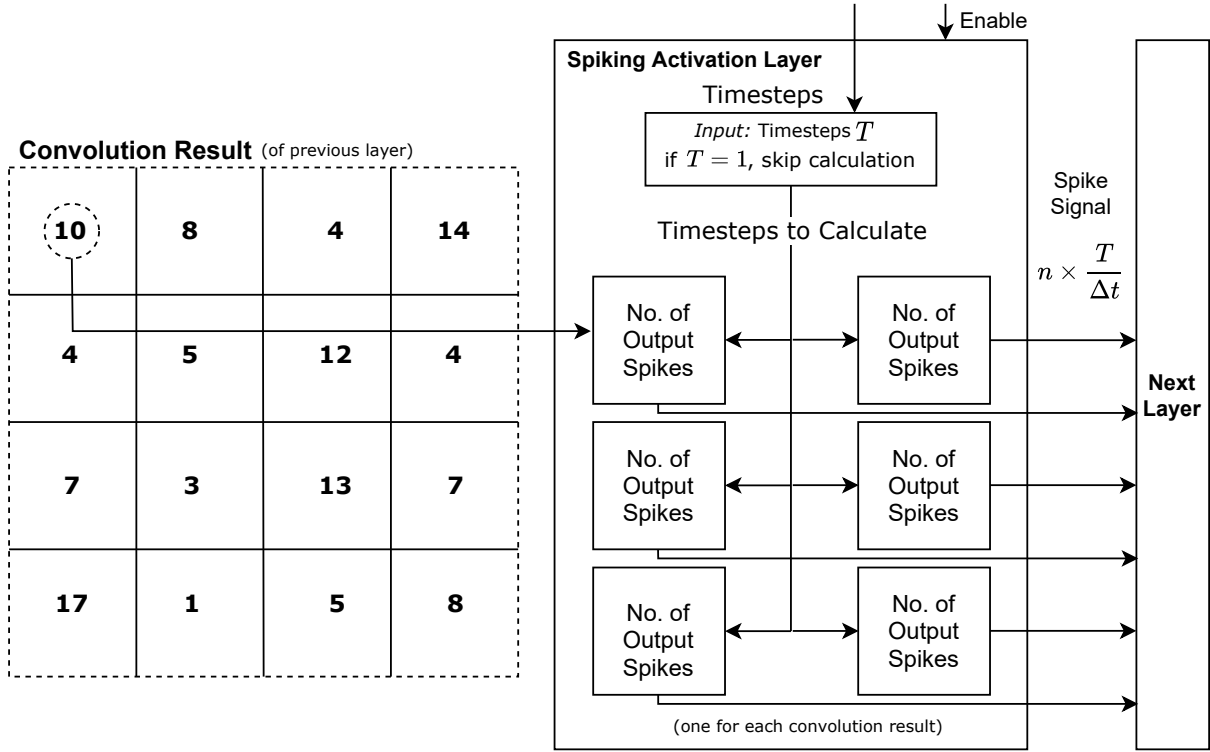 Enable
Spiking Activation Layer
Timesteps
Input: Timesteps T
if T = 1, skip calculation
Convolution Result (of previous layer)
10 8 4 14
4 5 12 4
7 3 13 7
17 1 5 8
Timesteps to Calculate
No. of
Output
Spikes
No. of
Output
Spikes
No. of
Output
Spikes
No. of
Output
Spikes
No. of
Output
Spikes
No. of
Output
Spikes
(one for each convolution result)
Spike
Signal
n × T/Δt
Next
Layer